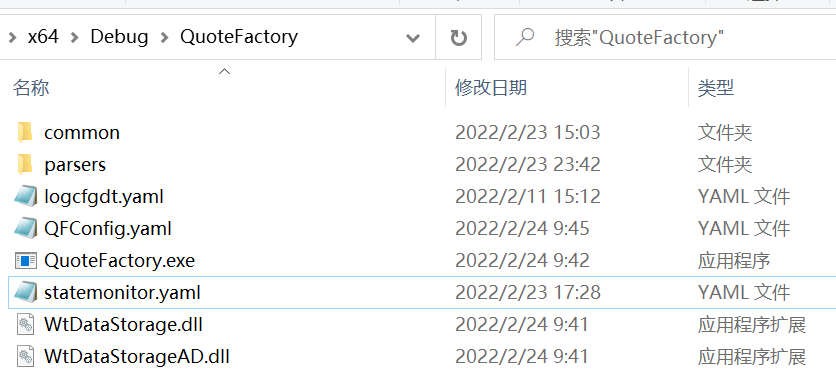 x64 Debug QuoteFactory 搜索"QuoteFactory"
名称 修改日期 类型
common 2022/2/23 15:03 文件夹
parsers 2022/2/23 23:42 文件夹
logcfgdt.yaml 2022/2/11 15:12 YAML 文件
QFConfig.yaml 2022/2/24 9:45 YAML 文件
QuoteFactory.exe 2022/2/24 9:42 应用程序
statemonitor.yaml 2022/2/23 17:28 YAML 文件
WtDataStorage.dll 2022/2/24 9:41 应用程序扩展
WtDataStorageAD.dll 2022/2/24 9:41 应用程序扩展